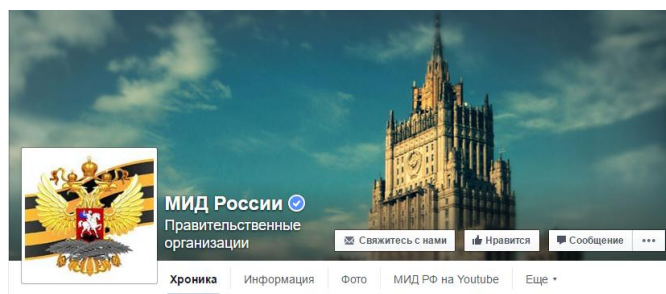 МИД России
Правительственные
организации
Свяжитесь с нами
Нравится
Сообщение
Хроника Информация Фото МИД РФ на Youtube Еще